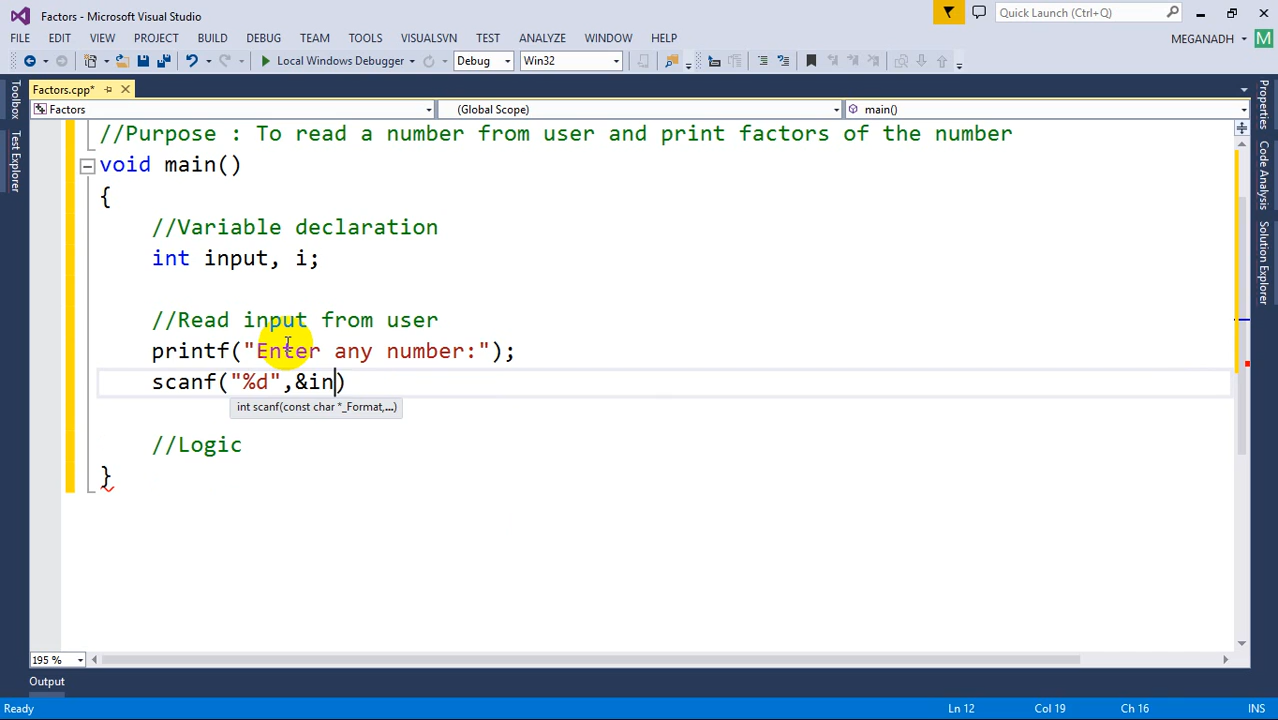 Factors - Microsoft Visual Studio
Quick Launch (Ctrl+Q)
FILE EDIT VIEW PROJECT BUILD DEBUG TEAM TOOLS VISUALSVN TEST ANALYZE WINDOW HELP
MEGANADH M
Local Windows Debugger Debug Win32
Factors.cpp*
Factors (Global Scope) main()
//Purpose : To read a number from user and print factors of the number
void main()
{
//Variable declaration
int input, i;
//Read input from user
printf("Enter any number:");
scanf("%d",&in)
int scanf(const char *_Format,...)
//Logic
}
Toolbox
Test Explorer
Properties
Code Analysis
Solution Explorer
195 %
Output
Ready Ln 12 Col 19 Ch 16 INS